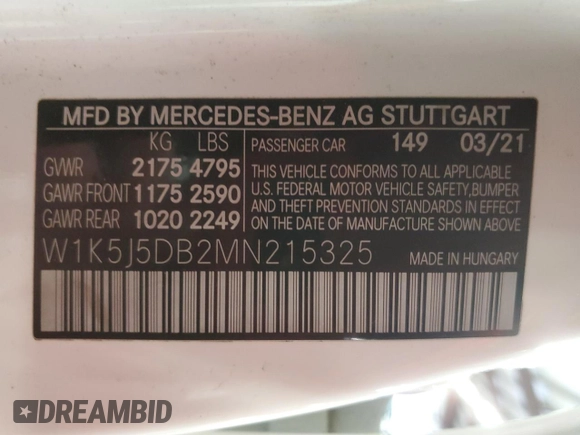 MFD BY MERCEDES-BENZ AG STUTTGART
KG LBS PASSENGER CAR 149 03/21
GVWR 2175 4795
GAWR FRONT 1175 2590
GAWR REAR 1020 2249
THIS VEHICLE CONFORMS TO ALL APPLICABLE
U.S. FEDERAL MOTOR VEHICLE SAFETY, BUMPER
AND THEFT PREVENTION STANDARDS IN EFFECT
ON THE DATE OF MANUFACTURE SHOWN ABOVE
W1K5J5DB2MN215325 MADE IN HUNGARY
DREAMBID